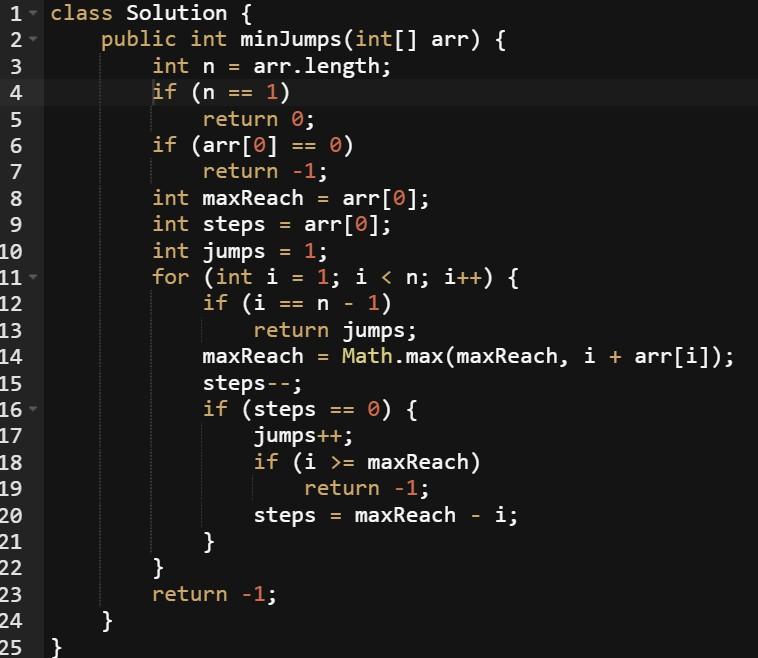 1 class Solution {
2     public int minJumps(int[] arr) {
3         int n = arr.length;
4         if (n == 1)
5             return 0;
6         if (arr[0] == 0)
7             return -1;
8         int maxReach = arr[0];
9         int steps = arr[0];
10         int jumps = 1;
11         for (int i = 1; i < n; i++) {
12             if (i == n - 1)
13                 return jumps;
14             maxReach = Math.max(maxReach, i + arr[i]);
15             steps--;
16             if (steps == 0) {
17                 jumps++;
18                 if (i >= maxReach)
19                     return -1;
20                 steps = maxReach - i;
21             }
22         }
23         return -1;
24     }
25 }